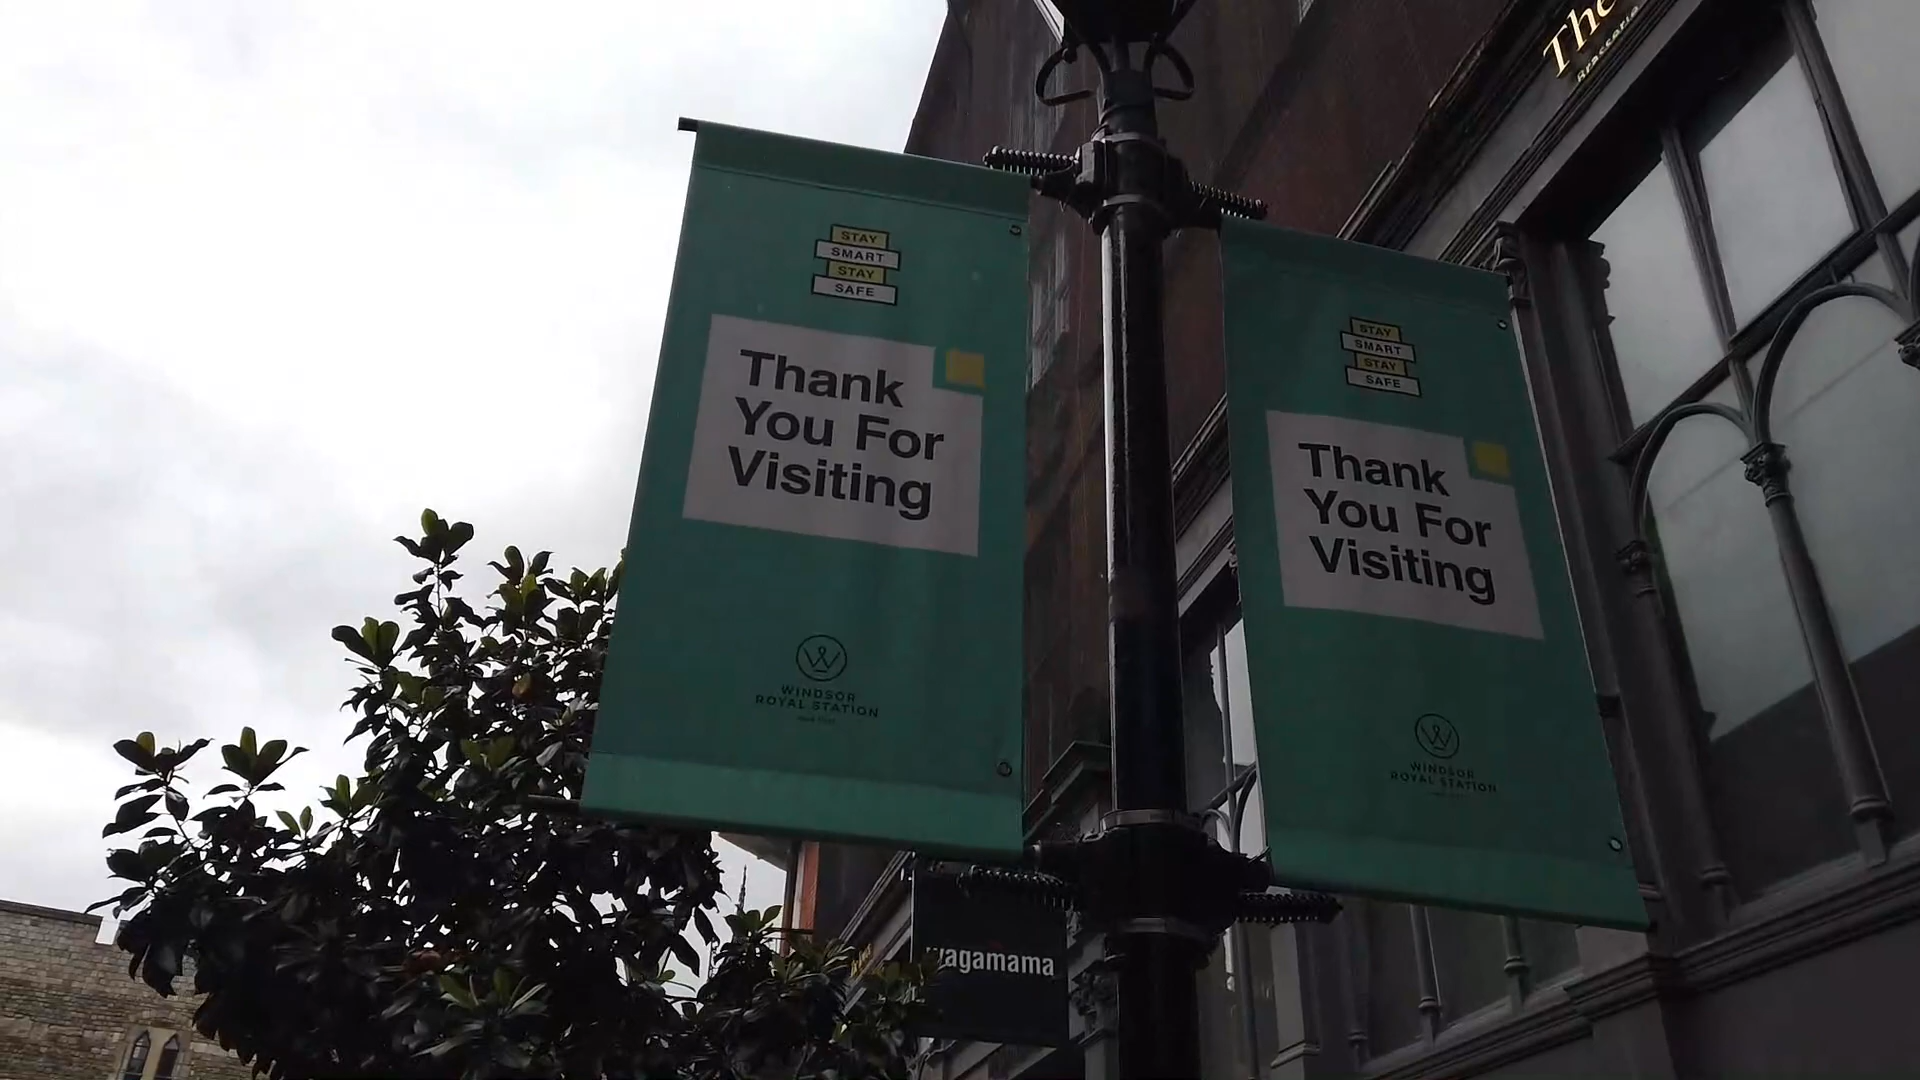 The
Brasserie
STAY
SMART
STAY
SAFE
Thank
You For
Visiting
WINDSOR
ROYAL STATION
STAY
SMART
STAY
SAFE
Thank
You For
Visiting
WINDSOR
ROYAL STATION
wagamama